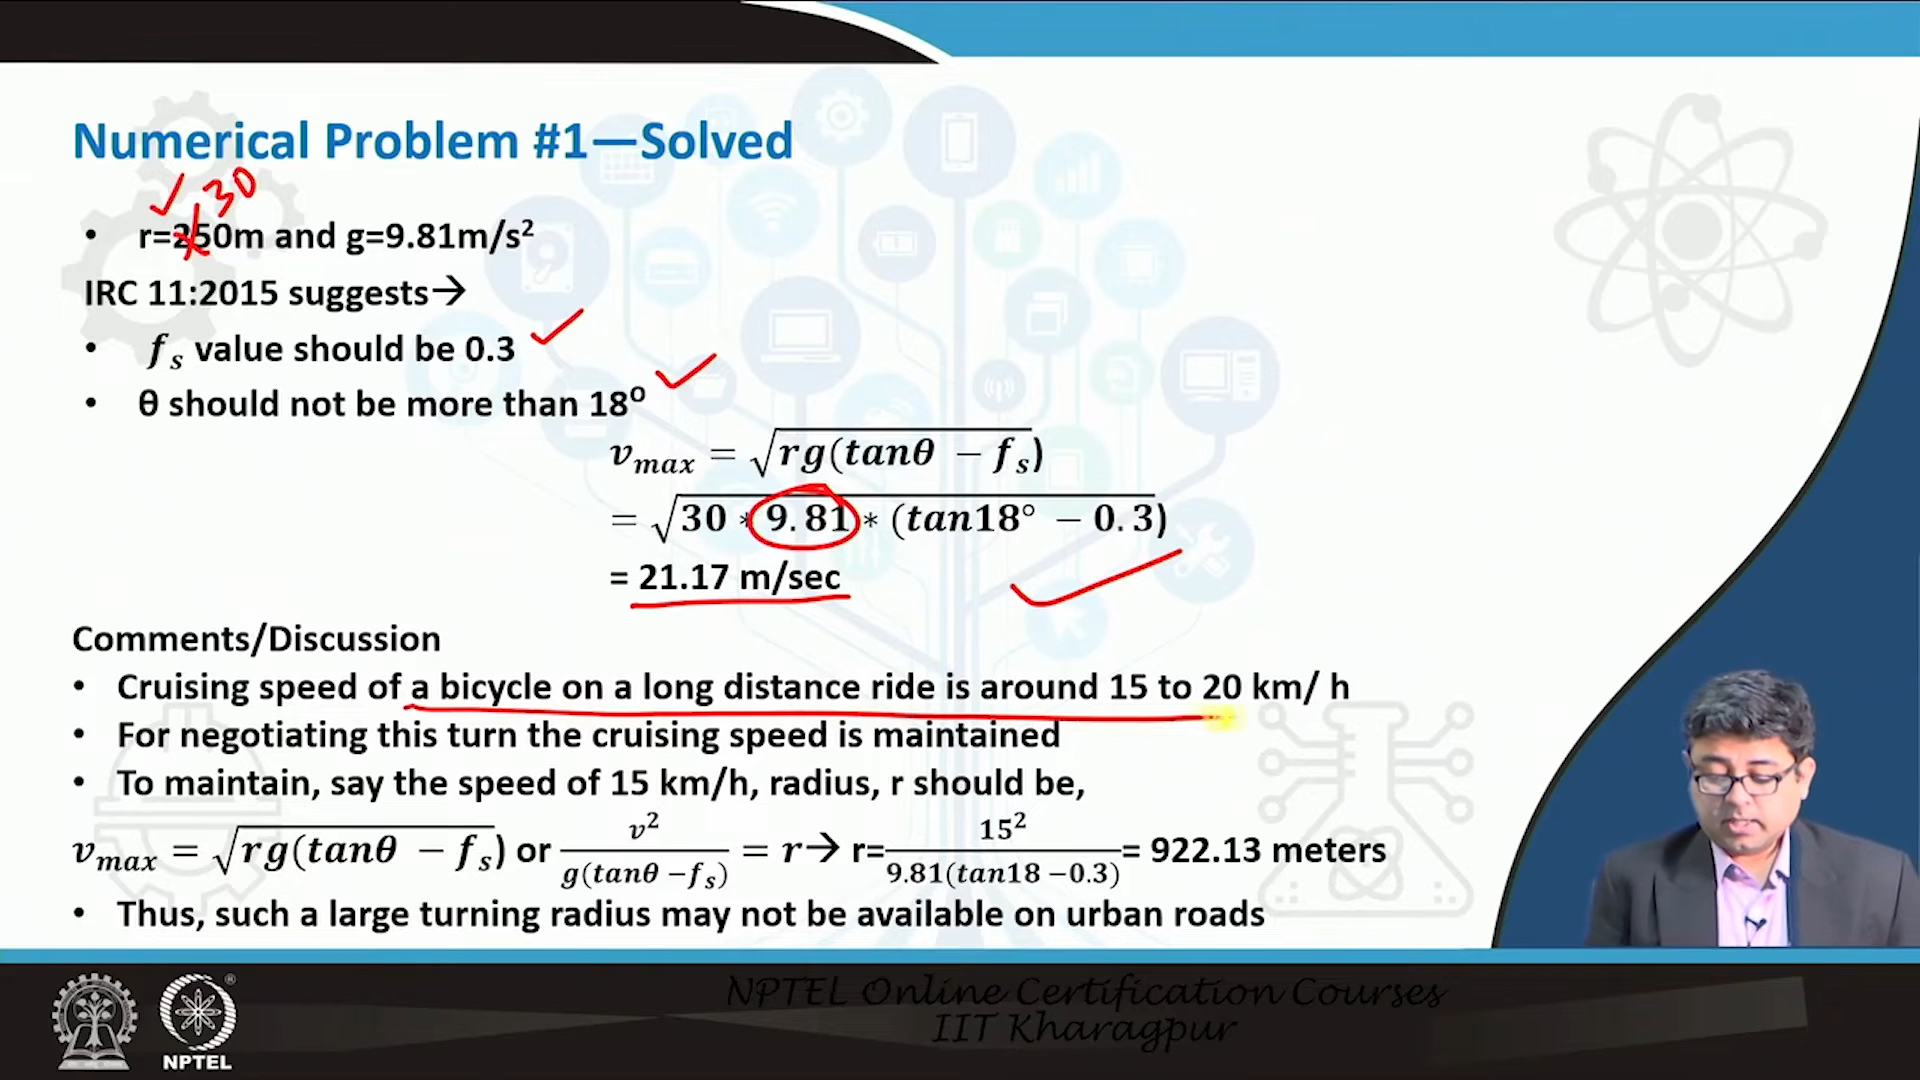 Numerical Problem #1—Solved
30
• r=250m and g=9.81m/s²
IRC 11:2015 suggests→
• fₛ value should be 0.3
• θ should not be more than 18⁰
vₘₐₓ = √rg(tanθ − fₛ)
= √30 * 9.81 * (tan18° − 0.3)
= 21.17 m/sec
Comments/Discussion
• Cruising speed of a bicycle on a long distance ride is around 15 to 20 km/ h
• For negotiating this turn the cruising speed is maintained
• To maintain, say the speed of 15 km/h, radius, r should be,
vₘₐₓ = √rg(tanθ − fₛ) or v²/g(tanθ −fₛ) = r→ r=15²/9.81(tan18 −0.3)= 922.13 meters
• Thus, such a large turning radius may not be available on urban roads
NPTEL Online Certification Courses
IIT Kharagpur
®
NPTEL